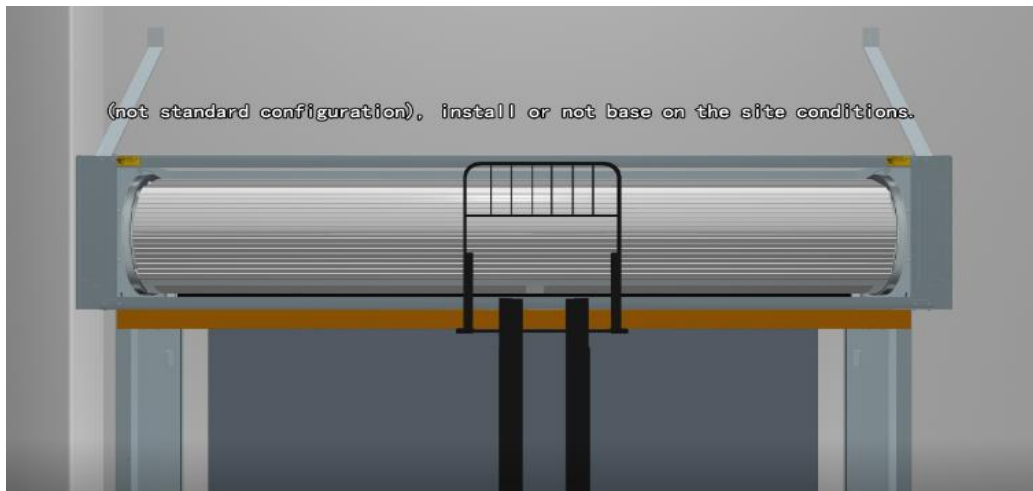 (not standard configuration), install or not base on the site conditions.